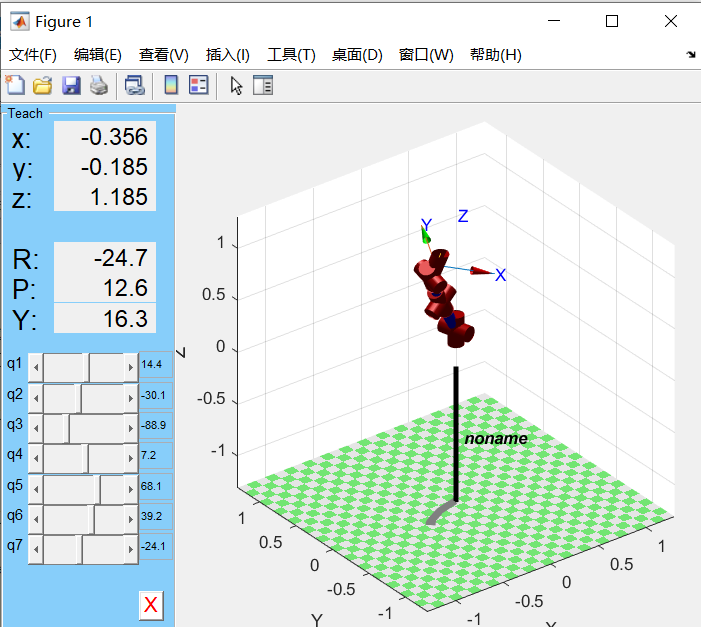 Figure 1
文件(F) 编辑(E) 查看(V) 插入(I) 工具(T) 桌面(D) 窗口(W) 帮助(H)
Teach
x: -0.356
y: -0.185
z: 1.185
R: -24.7
P: 12.6
Y: 16.3
q1 14.4
q2 -30.1
q3 -88.9
q4 7.2
q5 68.1
q6 39.2
q7 -24.1
X
Z
Y
X
1
0.5
0
-0.5
-1
noname
1
0.5
0
-0.5
-1
Y
1
0.5
0
-0.5
-1